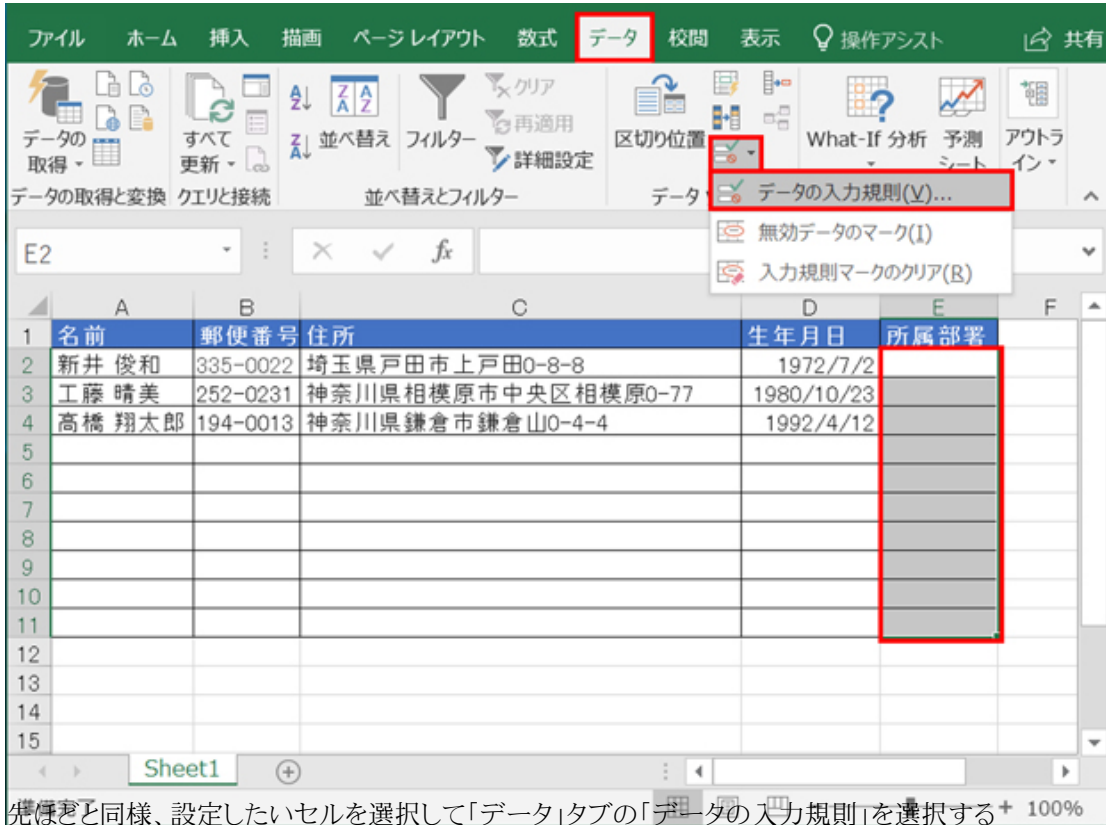 ファイル ホーム 挿入 描画 ページ レイアウト 数式 データ 校閲 表示 操作アシスト 共有
データの取得 すべて更新 並べ替え フィルター クリア 再適用 詳細設定 区切り位置 What-If 分析 予測シート アウトライン
データの取得と変換 クエリと接続 並べ替えとフィルター データ
データの入力規則(V)...
無効データのマーク(I)
入力規則マークのクリア(R)
E2 fx
A B C D E F
1 名前 郵便番号 住所 生年月日 所属部署
2 新井 俊和 335-0022 埼玉県戸田市上戸田0-8-8 1972/7/2
3 工藤 晴美 252-0231 神奈川県相模原市中央区相模原0-77 1980/10/23
4 高橋 翔太郎 194-0013 神奈川県鎌倉市鎌倉山0-4-4 1992/4/12
5
6
7
8
9
10
11
12
13
14
15
Sheet1
先ほどと同様、設定したいセルを選択して「データ」タブの「データの入力規則」を選択する
100%